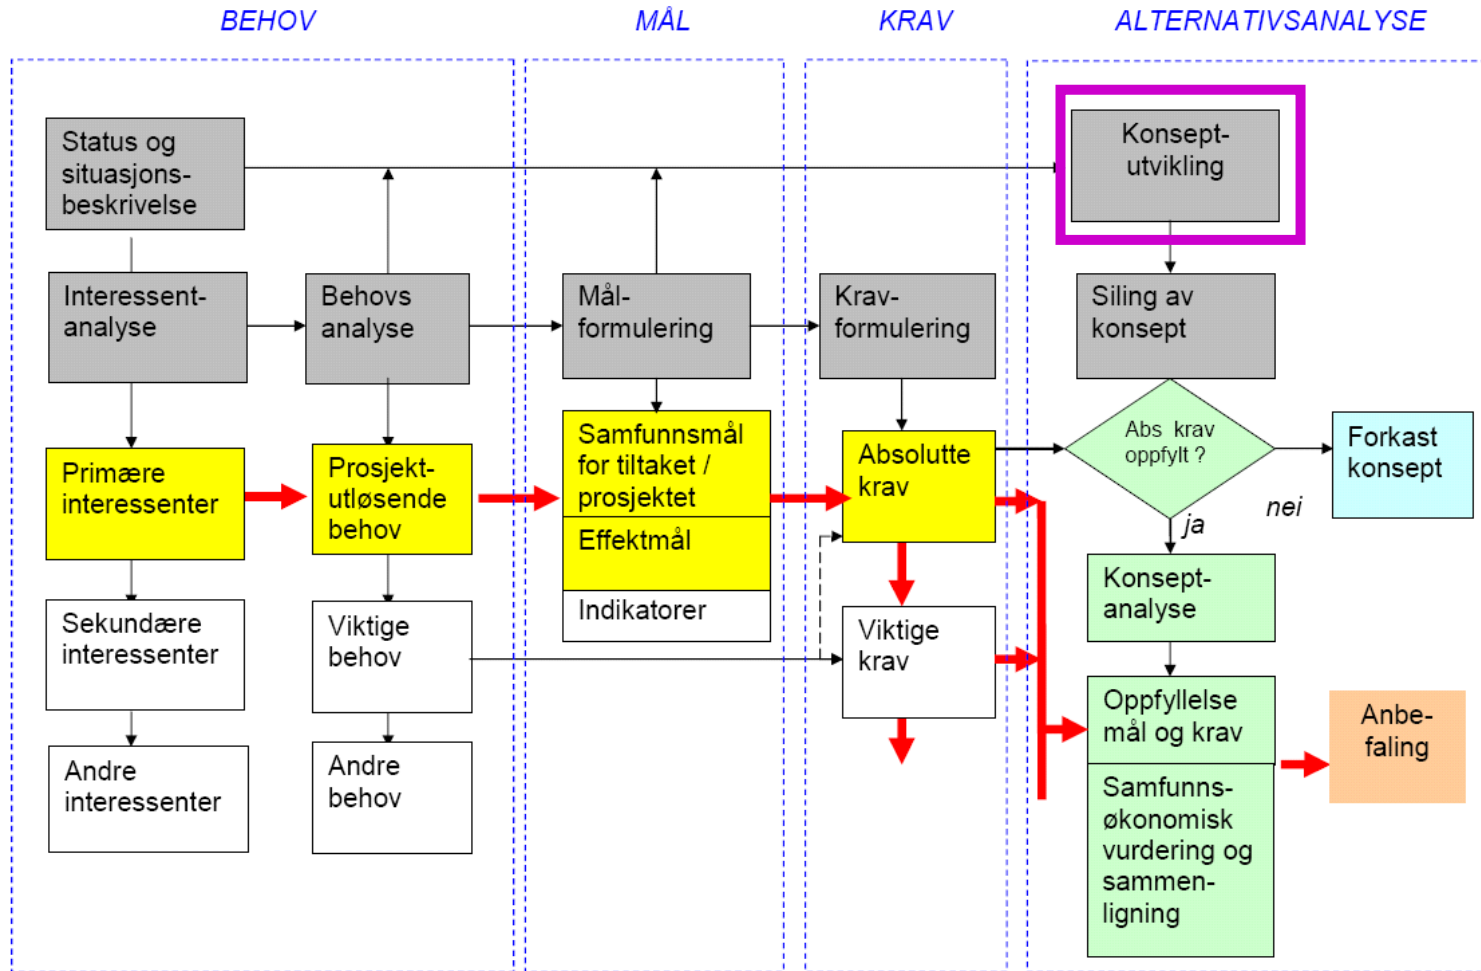 BEHOV
MÅL
KRAV
ALTERNATIVSANALYSE
Status og
situasjons-
beskrivelse
Interessent-
analyse
Primære
interessenter
Sekundære
interessenter
Andre
interessenter
Behovs
analyse
Prosjekt-
utløsende
behov
Viktige
behov
Andre
behov
Mål-
formulering
Samfunnsmål
for tiltaket /
prosjektet
Effektmål
Indikatorer
Krav-
formulering
Absolutte
krav
Viktige
krav
Konsept-
utvikling
Siling av
konsept
Abs krav
oppfylt ?
nei
Forkast
konsept
ja
Konsept-
analyse
Oppfyllelse
mål og krav
Samfunns-
økonomisk
vurdering og
sammen-
ligning
Anbe-
faling